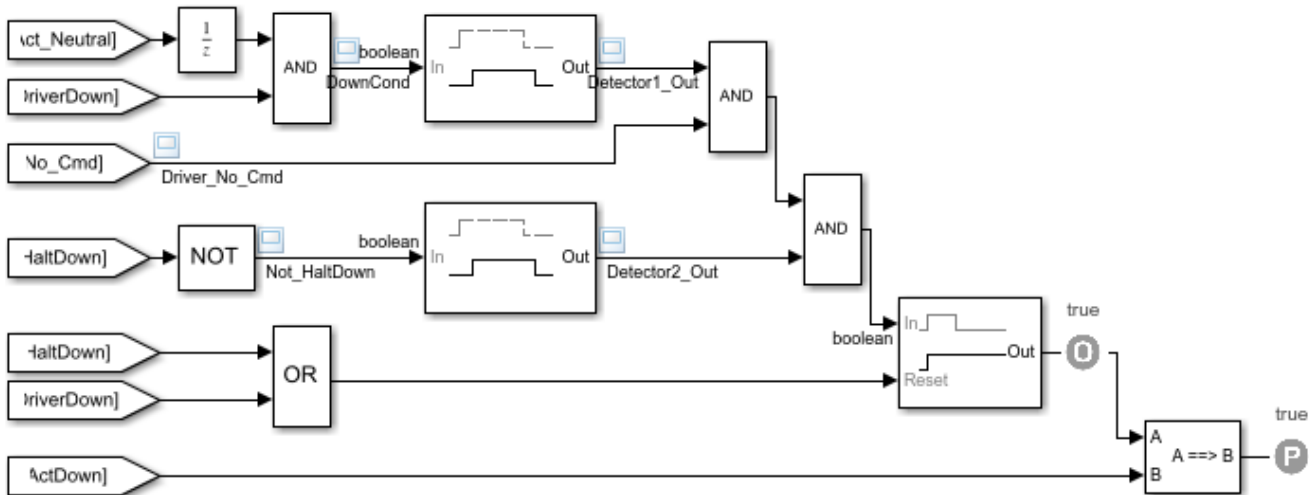 \ct_Neutral]
1
z
AND
boolean
DownCond
In
Out
Detector1_Out
AND
)riverDown]
No_Cmd]
Driver_No_Cmd
AND
HaltDown]
NOT
boolean
Not_HaltDown
In
Out
Detector2_Out
HaltDown]
)riverDown]
OR
boolean
In
Out
Reset
true
O
ActDown]
A
B
A ==> B
true
P